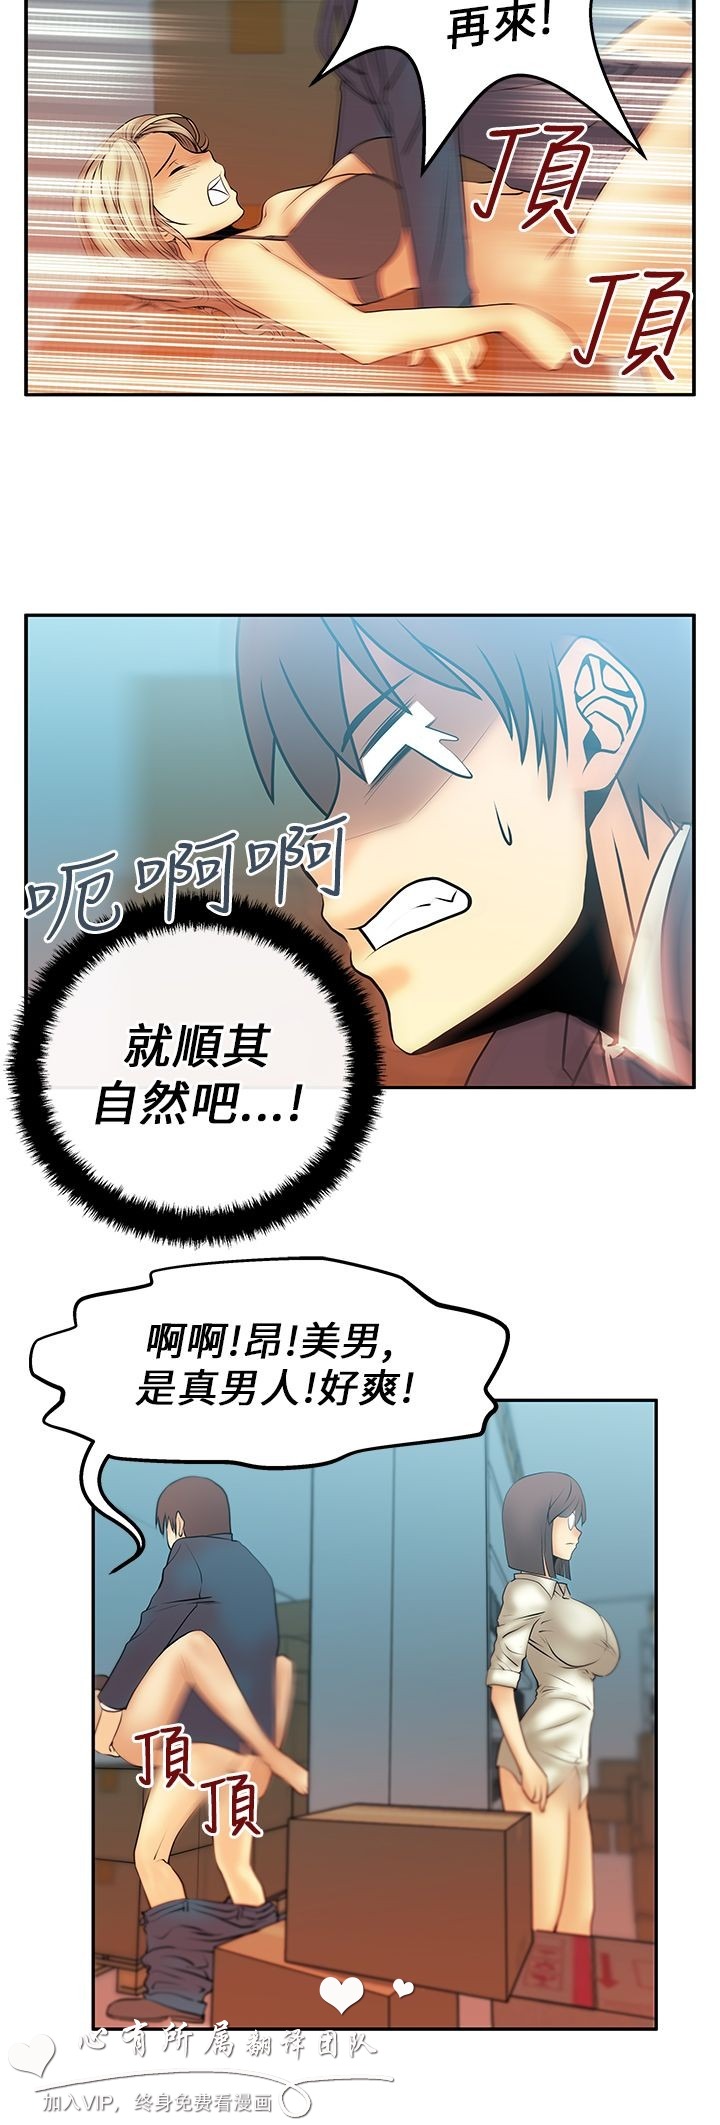 再來!
頂
頂
呃啊啊
就順其
自然吧...!
啊啊!昂!美男,
是真男人!好爽!
頂
頂
心有所属翻译团队
加入VIP，终身免费看漫画